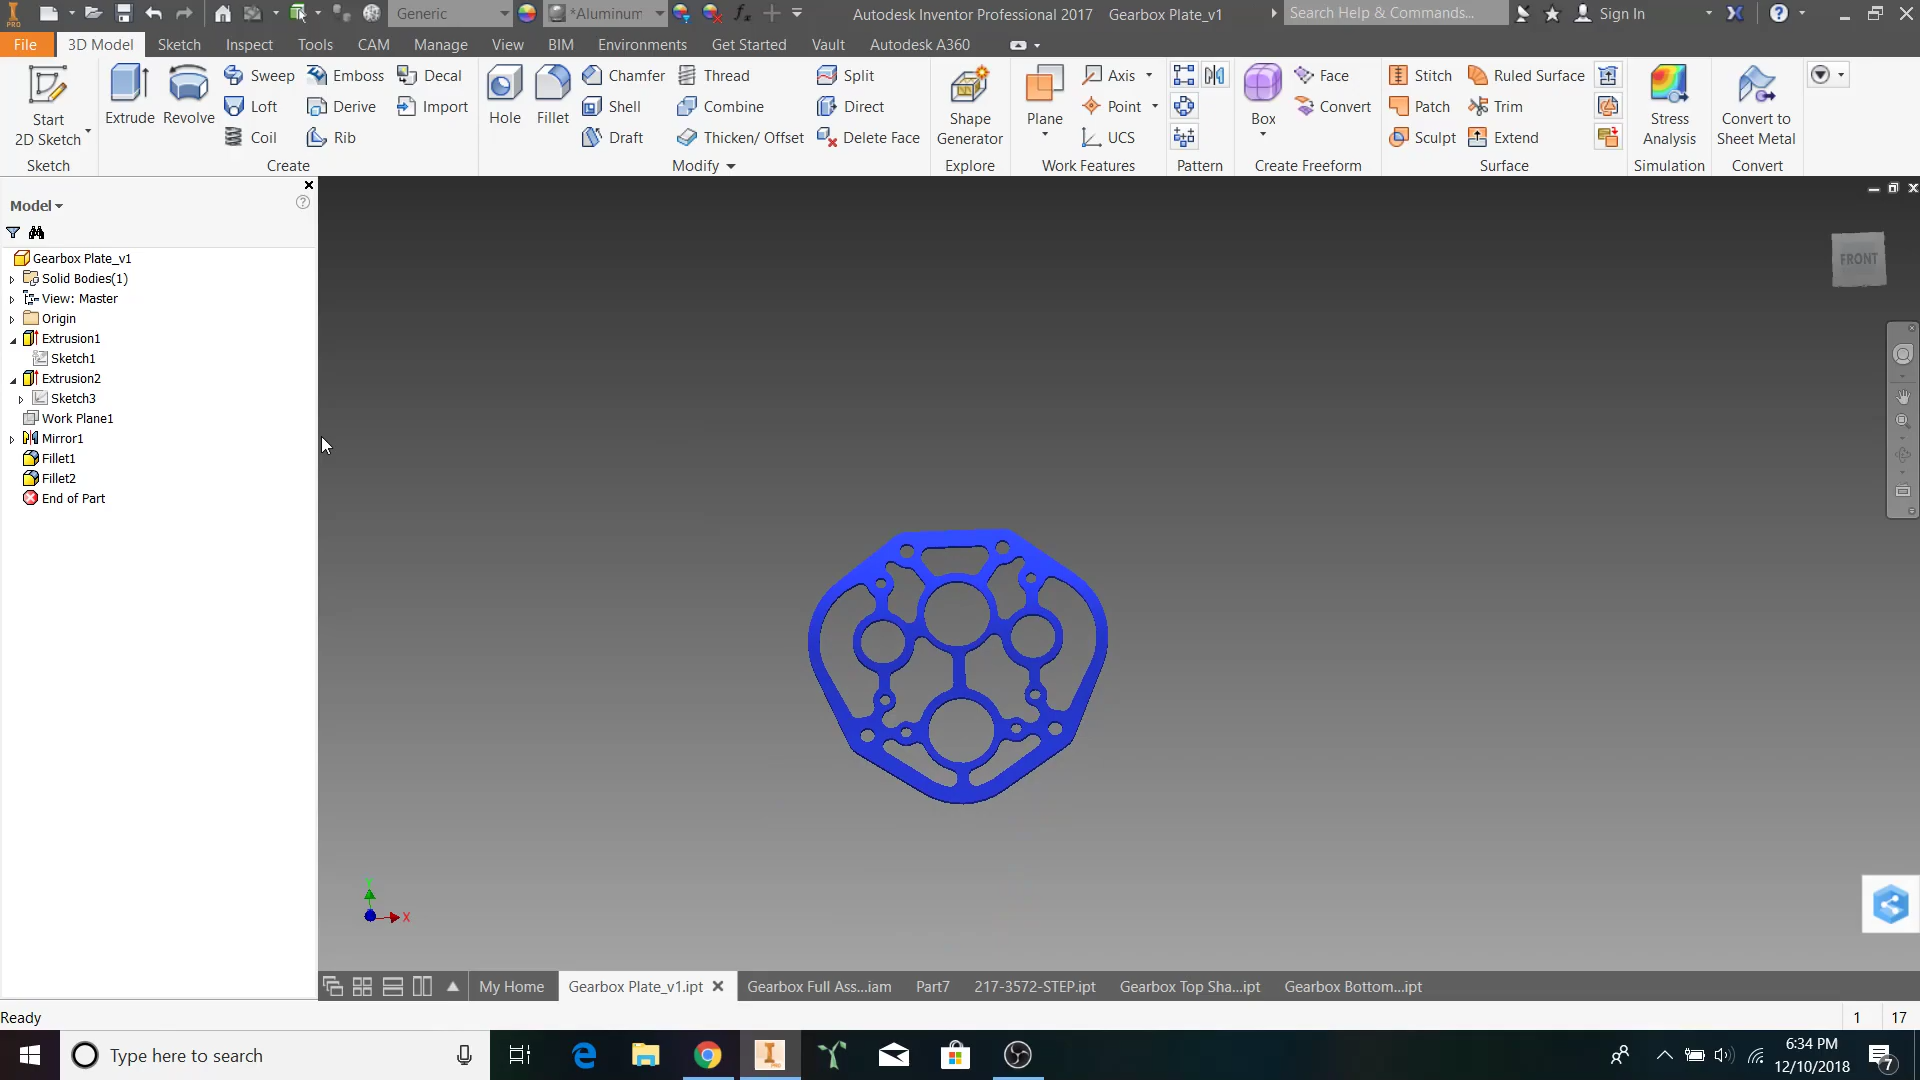 PRO
Generic
*Aluminum
Autodesk Inventor Professional 2017 Gearbox Plate_v1
Search Help & Commands...
Sign In
File 3D Model Sketch Inspect Tools CAM Manage View BIM Environments Get Started Vault Autodesk A360
Start
2D Sketch
Sketch
Extrude
Revolve
Sweep
Loft
Coil
Emboss
Derive
Rib
Decal
Import
Create
Hole
Fillet
Chamfer
Shell
Draft
Thread
Combine
Thicken/ Offset
Split
Direct
Delete Face
Modify
Shape
Generator
Explore
Plane
Axis
Point
UCS
Work Features
Pattern
Box
Face
Convert
Create Freeform
Stitch
Patch
Sculpt
Ruled Surface
Trim
Extend
Surface
Stress
Analysis
Simulation
Convert to
Sheet Metal
Convert
Model
Gearbox Plate_v1
Solid Bodies(1)
View: Master
Origin
Extrusion1
Sketch1
Extrusion2
Sketch3
Work Plane1
Mirror1
Fillet1
Fillet2
End of Part
FRONT
X
My Home
Gearbox Plate_v1.ipt
Gearbox Full Ass...iam
Part7
217-3572-STEP.ipt
Gearbox Top Sha...ipt
Gearbox Bottom...ipt
Ready
1 17
Type here to search
6:34 PM
12/10/2018
7